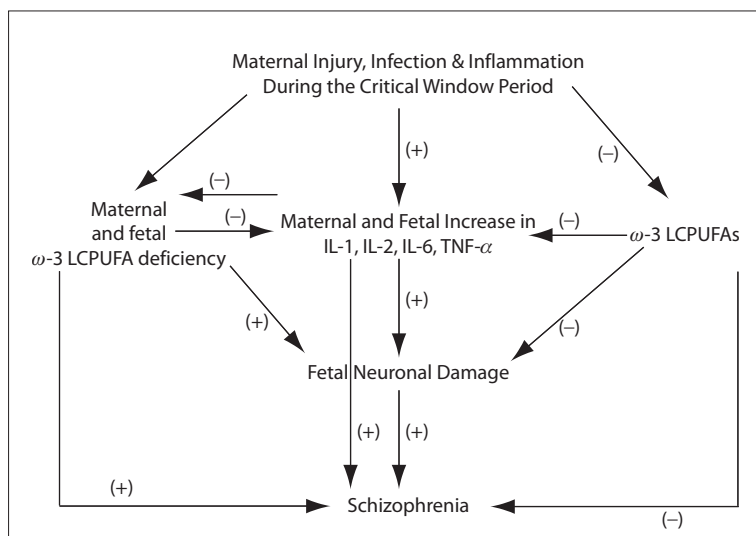 Maternal Injury, Infection & Inflammation
During the Critical Window Period
(+)
(–)
(–)
Maternal
and fetal
ω-3 LCPUFA deficiency
(–)
Maternal and Fetal Increase in
IL-1, IL-2, IL-6, TNF-α
(–)
ω-3 LCPUFAs
(+)
(+)
(–)
Fetal Neuronal Damage
(+)
(+)
(+)
Schizophrenia
(–)